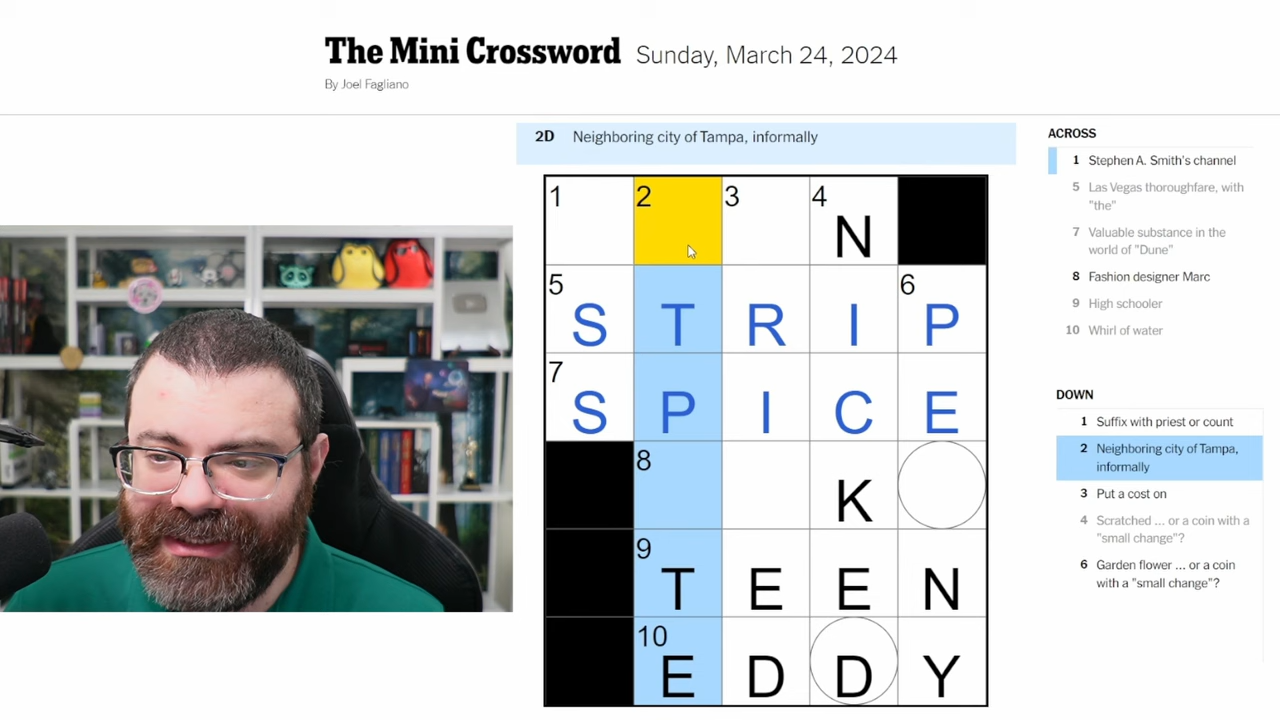 The Mini Crossword Sunday, March 24, 2024
By Joel Fagliano
2D Neighboring city of Tampa, informally
1 2 3 4
N
5 6
S T R I P
7
S P I C E
8
K
9
T E E N
10
E D D Y
ACROSS
1 Stephen A. Smith's channel
5 Las Vegas thoroughfare, with
"the"
7 Valuable substance in the
world of "Dune"
8 Fashion designer Marc
9 High schooler
10 Whirl of water
DOWN
1 Suffix with priest or count
2 Neighboring city of Tampa,
informally
3 Put a cost on
4 Scratched ... or a coin with a
"small change"?
6 Garden flower ... or a coin
with a "small change"?